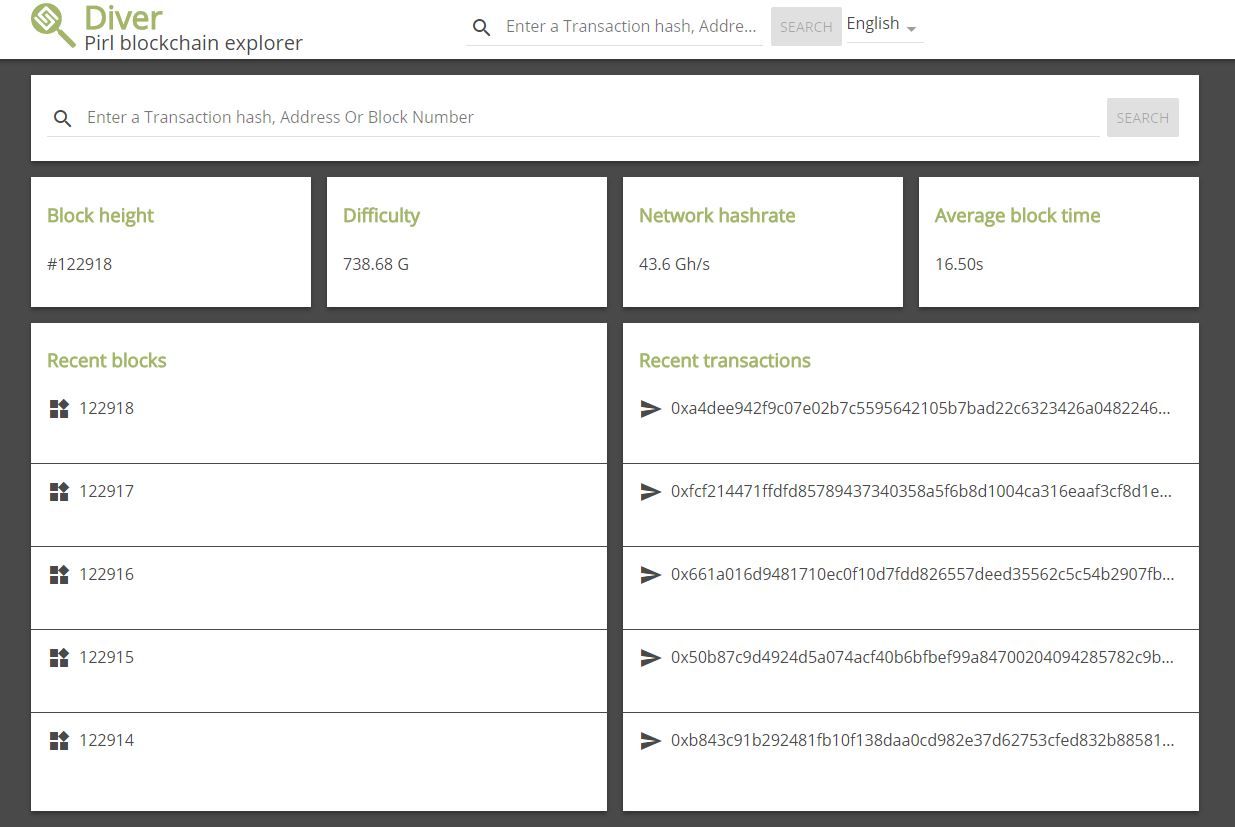 Diver
Pirl blockchain explorer
Enter a Transaction hash, Addre...
SEARCH
English
Enter a Transaction hash, Address Or Block Number
SEARCH
Block height
#122918
Difficulty
738.68 G
Network hashrate
43.6 Gh/s
Average block time
16.50s
Recent blocks
122918
122917
122916
122915
122914
Recent transactions
0xa4dee942f9c07e02b7c5595642105b7bad22c6323426a0482246...
0xfcf214471ffdfd85789437340358a5f6b8d1004ca316eaaf3cf8d1e...
0x661a016d9481710ec0f10d7fdd826557deed35562c5c54b2907fb...
0x50b87c9d4924d5a074acf40b6bfbef99a84700204094285782c9b...
0xb843c91b292481fb10f138daa0cd982e37d62753cfed832b88581...